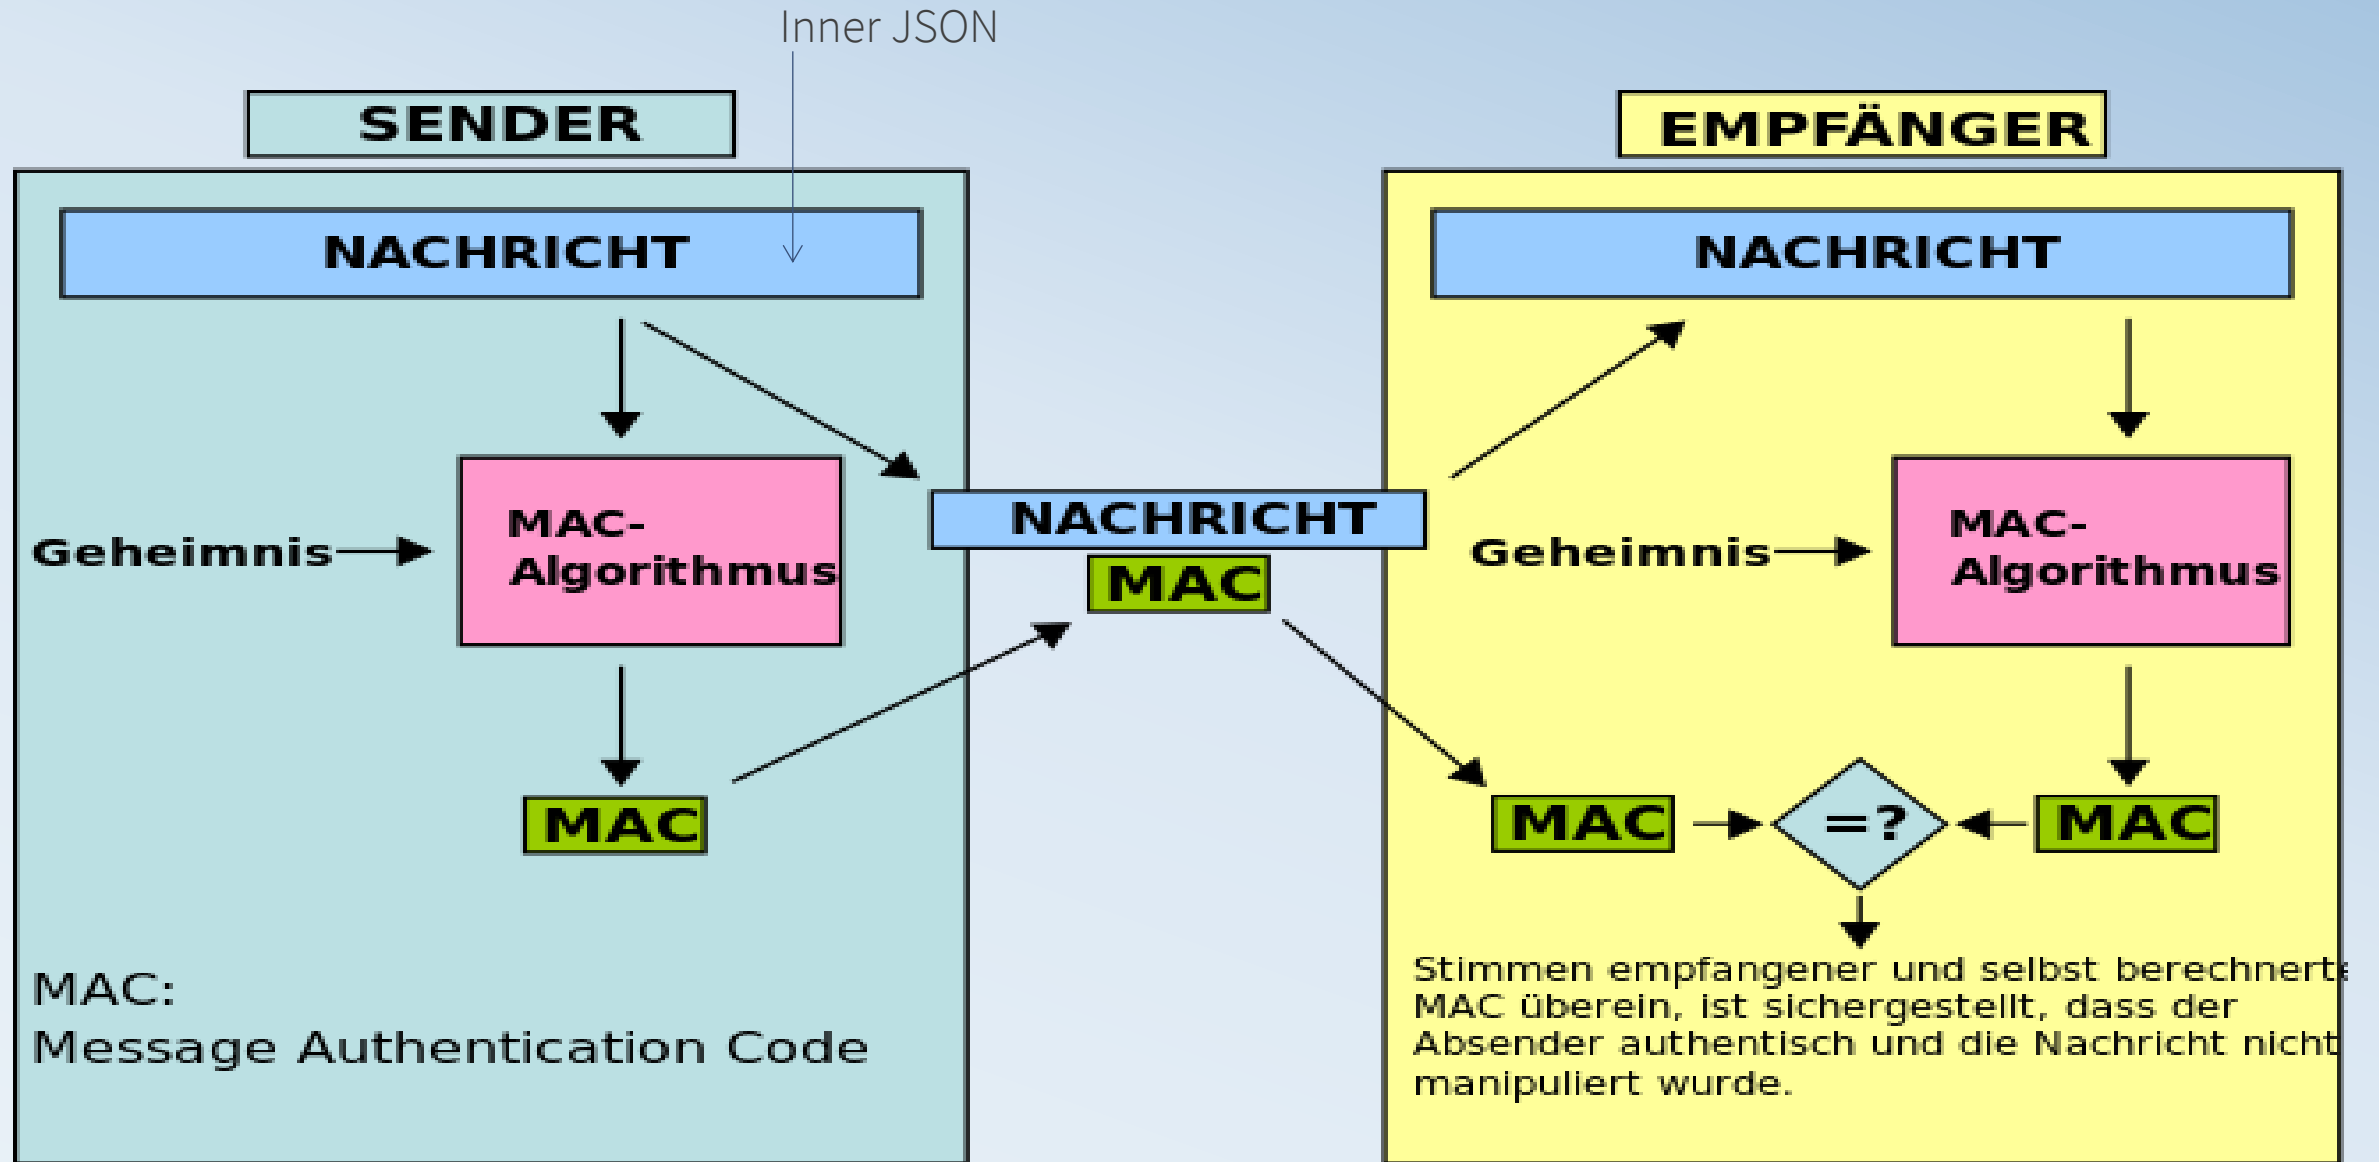 Inner JSON
SENDER
NACHRICHT
Geheimnis
MAC-
Algorithmus
MAC
MAC:
Message Authentication Code
NACHRICHT
MAC
EMPFÄNGER
NACHRICHT
Geheimnis
MAC-
Algorithmus
MAC
=?
MAC
Stimmen empfangener und selbst berechnerte
MAC überein, ist sichergestellt, dass der
Absender authentisch und die Nachricht nicht
manipuliert wurde.